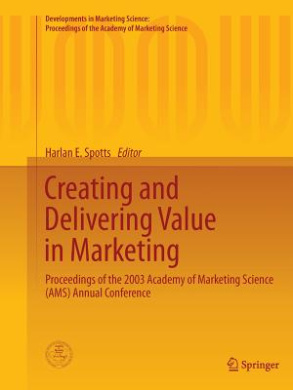 Developments in Marketing Science:
Proceedings of the Academy of Marketing Science
Harlan E. Spotts Editor
Creating and
Delivering Value
in Marketing
Proceedings of the 2003 Academy of Marketing Science
(AMS) Annual Conference
Springer